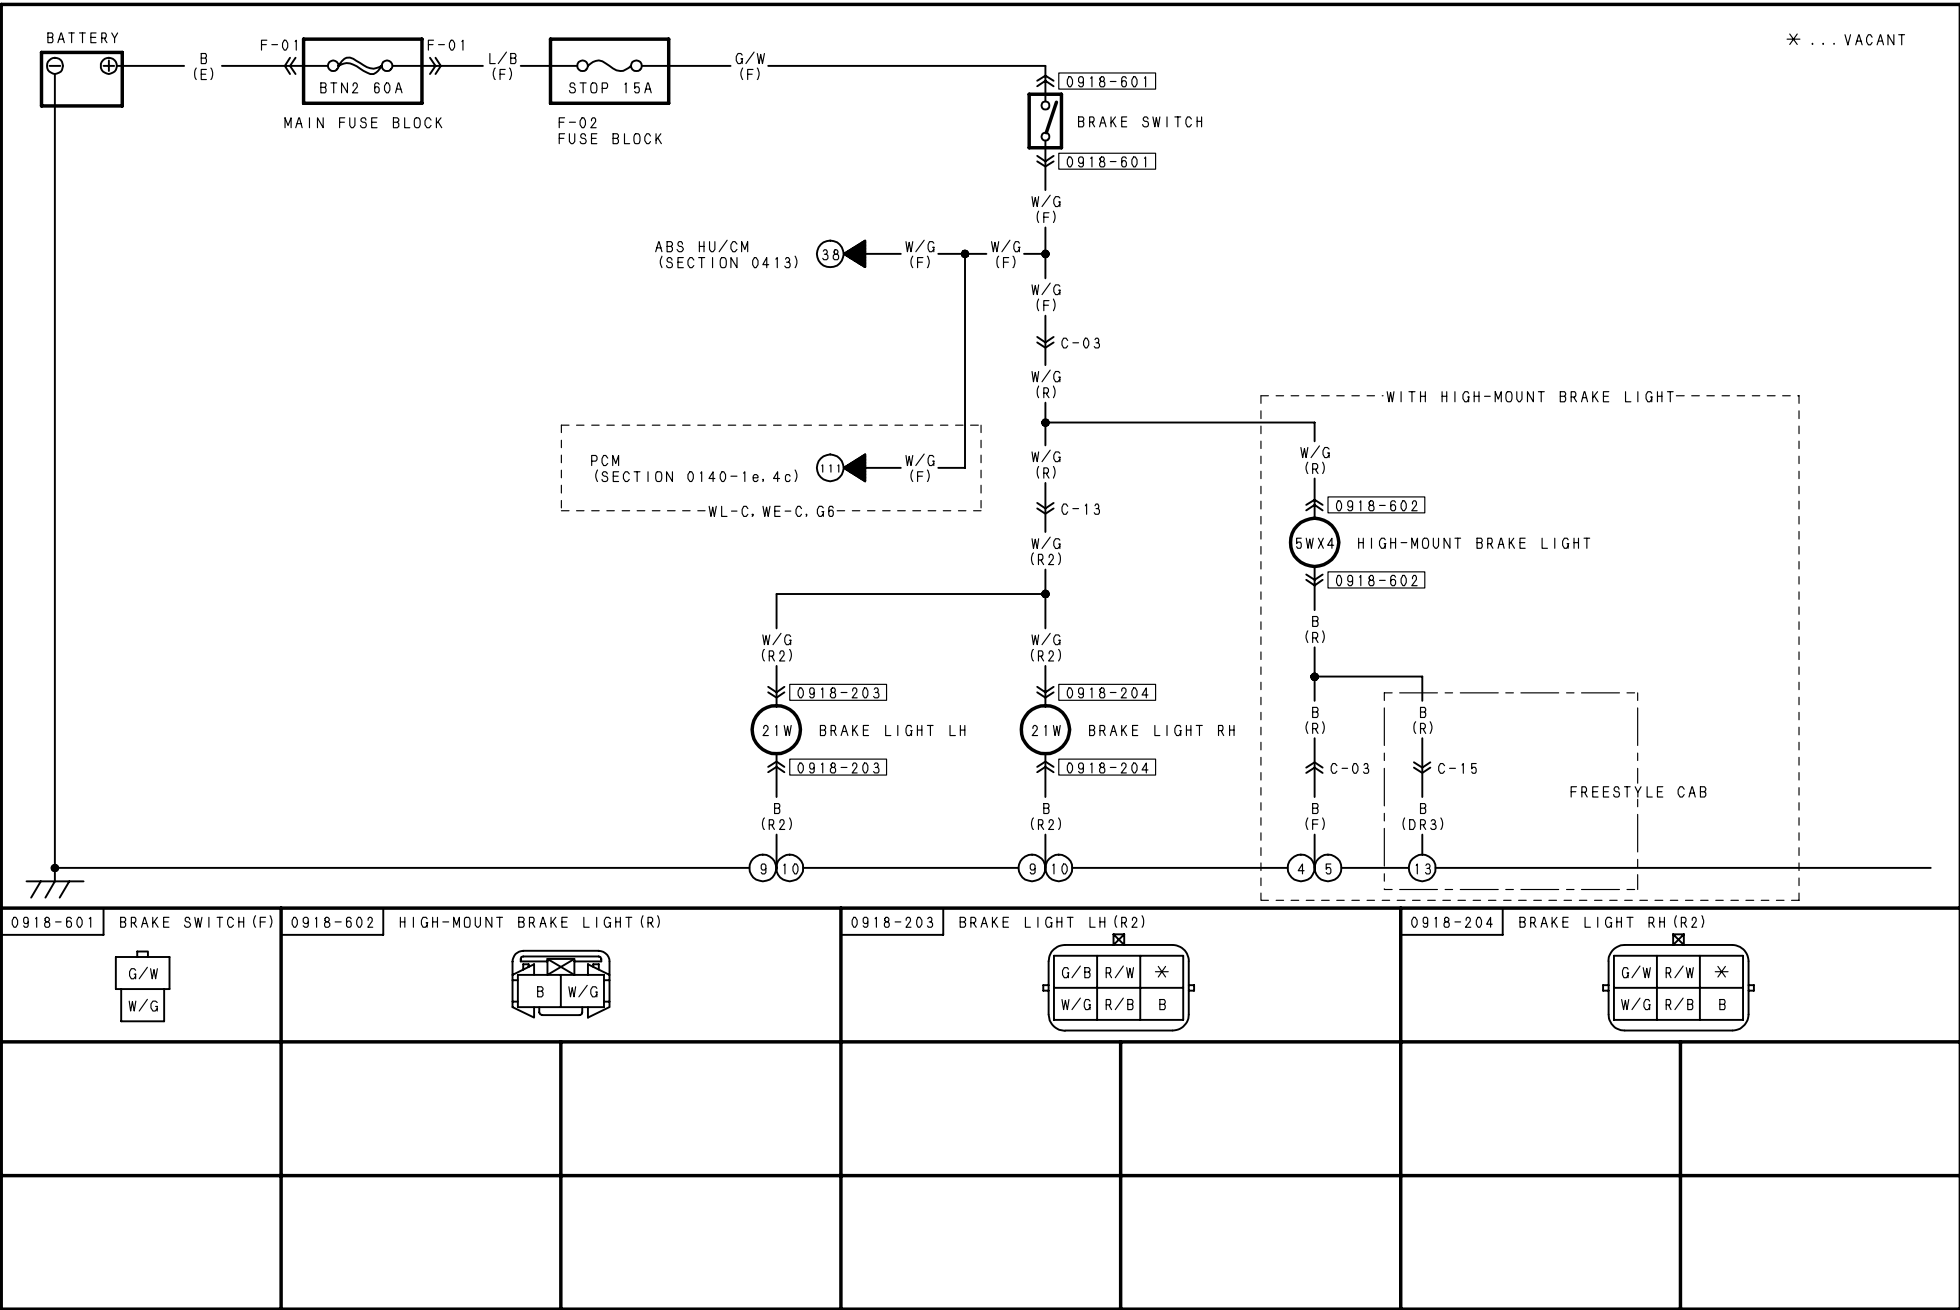 BATTERY
B
(E)
F-01
BTN2 60A
F-01
MAIN FUSE BLOCK
L/B
(F)
STOP 15A
F-02
FUSE BLOCK
G/W
(F)
* ... VACANT
0918-601
BRAKE SWITCH
0918-601
W/G
(F)
ABS HU/CM
(SECTION 0413)
38
W/G
(F)
W/G
(F)
W/G
(F)
C-03
W/G
(R)
WITH HIGH-MOUNT BRAKE LIGHT
PCM
(SECTION 0140-1e, 4c)
111
W/G
(F)
WL-C, WE-C, G6
W/G
(R)
C-13
W/G
(R2)
W/G
(R)
0918-602
5WX4
HIGH-MOUNT BRAKE LIGHT
0918-602
B
(R)
W/G
(R2)
0918-203
21W
BRAKE LIGHT LH
0918-203
B
(R2)
W/G
(R2)
0918-204
21W
BRAKE LIGHT RH
0918-204
B
(R2)
B
(R)
C-03
B
(F)
B
(R)
C-15
B
(DR3)
FREESTYLE CAB
9 10
9 10
4 5
13
0918-601 BRAKE SWITCH(F)
G/W
W/G
0918-602 HIGH-MOUNT BRAKE LIGHT(R)
B W/G
0918-203 BRAKE LIGHT LH(R2)
G/B R/W *
W/G R/B B
0918-204 BRAKE LIGHT RH(R2)
G/W R/W *
W/G R/B B